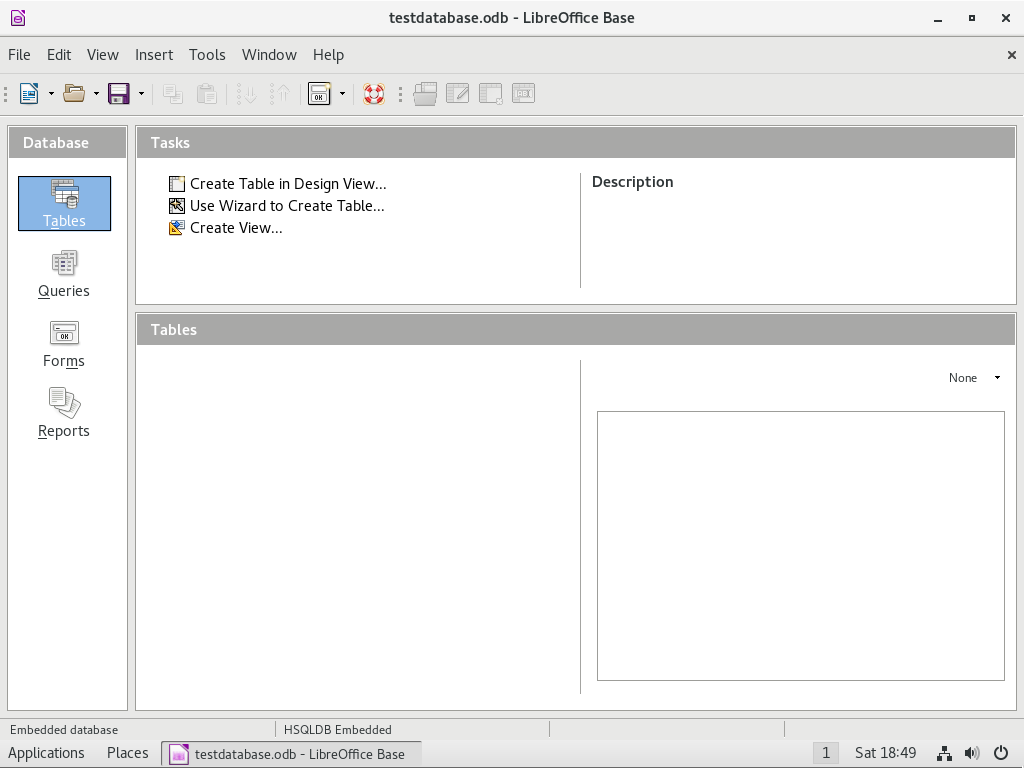 testdatabase.odb - LibreOffice Base
File Edit View Insert Tools Window Help
Database
Tables
Queries
Forms
Reports
Tasks
Create Table in Design View...
Use Wizard to Create Table...
Create View...
Description
Tables
None
Embedded database HSQLDB Embedded
Applications Places testdatabase.odb - LibreOffice Base 1 Sat 18:49